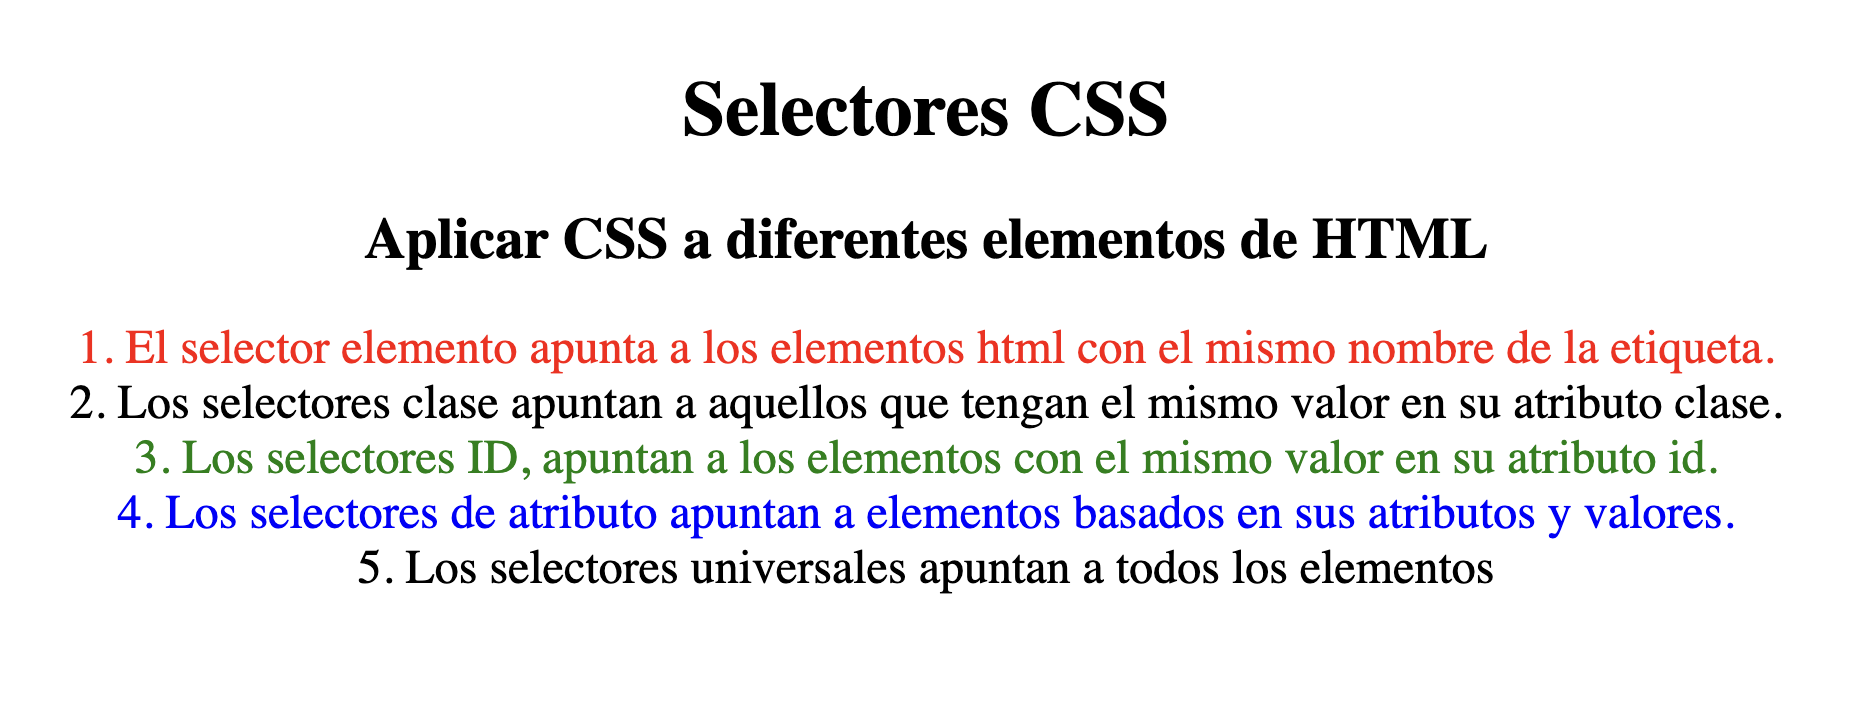 Selectores CSS
Aplicar CSS a diferentes elementos de HTML
1. El selector elemento apunta a los elementos html con el mismo nombre de la etiqueta.
2. Los selectores clase apuntan a aquellos que tengan el mismo valor en su atributo clase.
3. Los selectores ID, apuntan a los elementos con el mismo valor en su atributo id.
4. Los selectores de atributo apuntan a elementos basados en sus atributos y valores.
5. Los selectores universales apuntan a todos los elementos